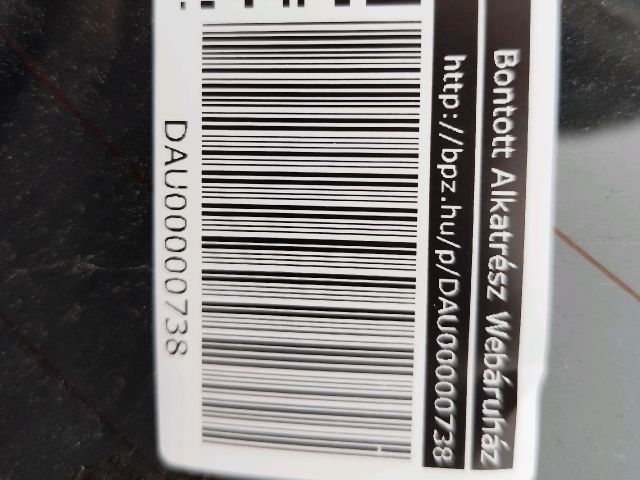 Bontott Alkatrész Webáruház
http://bpz.hu/p/DAU00000738
DAU00000738